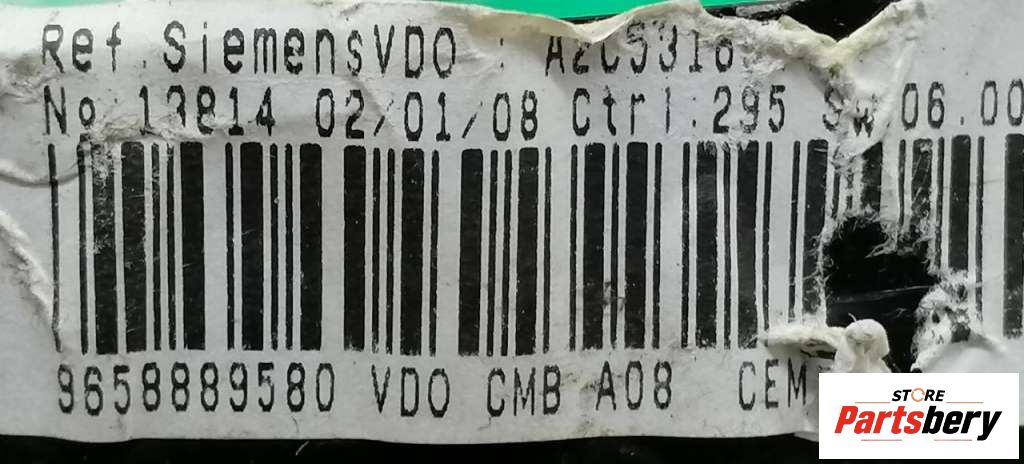 Ref.SiemensVDO : A2C5316
No 13814 02/01/08 Ctrl:295 Sw 06.00
9658889580 VDO CMB A08 CEM
STORE
Partsbery